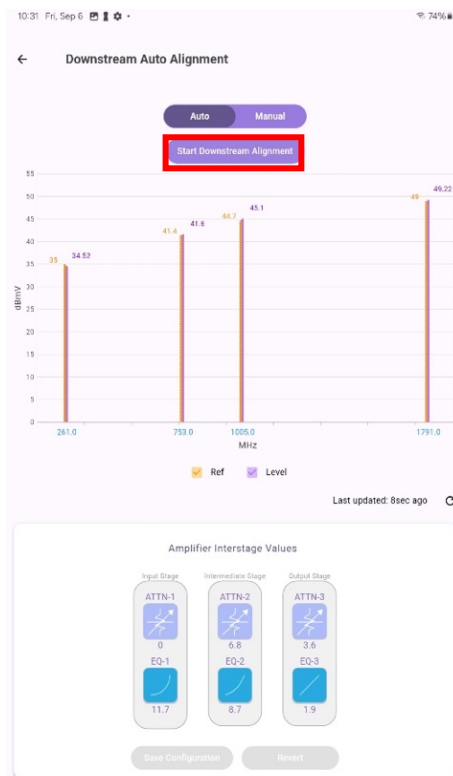 10:31 Fri, Sep 6
74%
Downstream Auto Alignment
Auto Manual
Start Downstream Alignment
55
50
45
40
35
30
25
20
15
10
5
0
dBmV
35 34.52
41.4 41.6
44.7 45.1
49 49.22
261.0 753.0 1005.0 1791.0
MHz
Ref Level
Last updated: 8sec ago
Amplifier Interstage Values
Input Stage Intermediate Stage Output Stage
ATTN-1 ATTN-2 ATTN-3
0 6.8 3.6
EQ-1 EQ-2 EQ-3
11.7 8.7 1.9
Save Configuration Revert